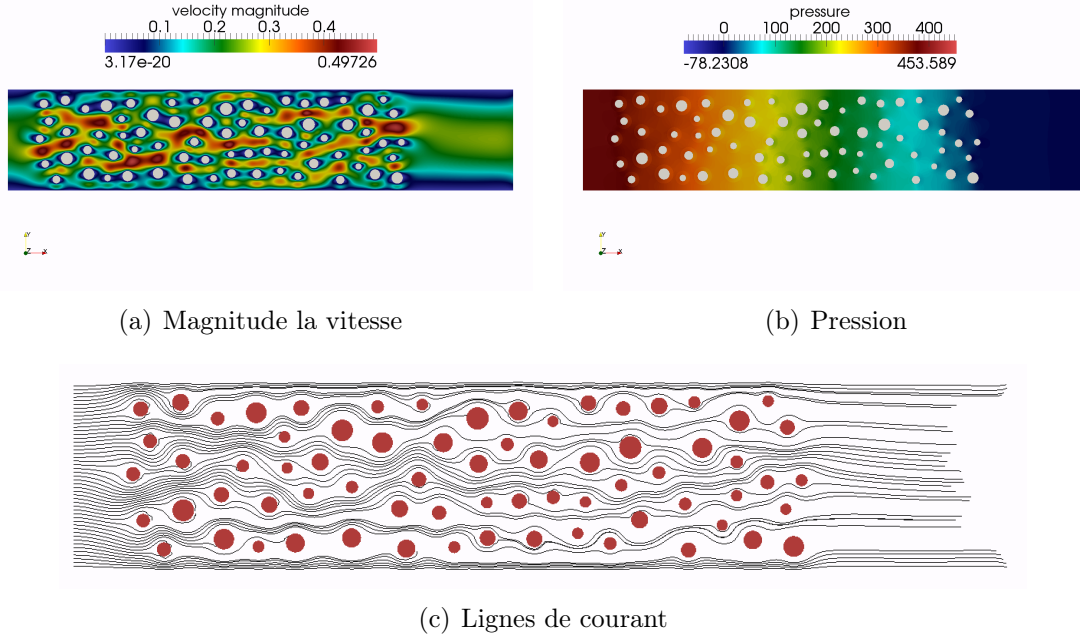 velocity magnitude
0.1 0.2 0.3 0.4
3.17e-20 0.49726
pressure
0 100 200 300 400
-78.2308 453.589
Y
Z X
Y
Z X
(a) Magnitude la vitesse
(b) Pression
(c) Lignes de courant